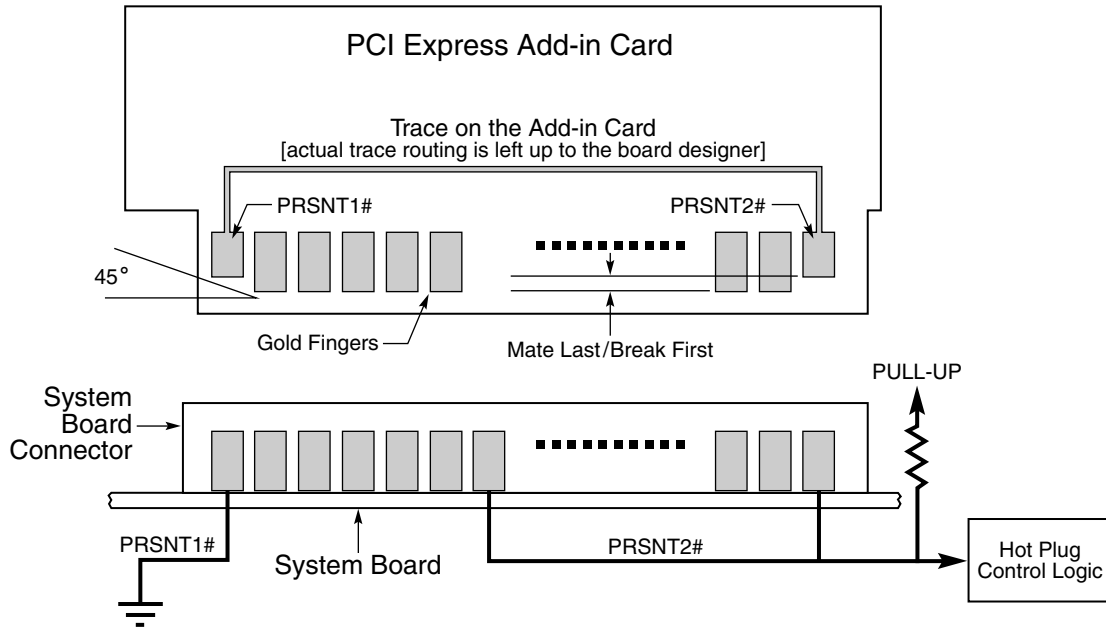 PCI Express Add-in Card
Trace on the Add-in Card
[actual trace routing is left up to the board designer]
PRSNT1#
PRSNT2#
45°
Gold Fingers
Mate Last/Break First
PULL-UP
System
Board
Connector
PRSNT1#
System Board
PRSNT2#
Hot Plug
Control Logic